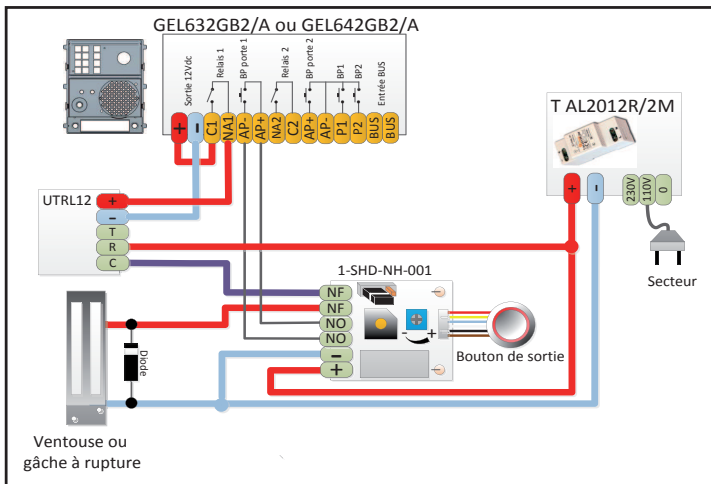 GEL632GB2/A ou GEL642GB2/A
Sortie 12Vdc
Relais 1
BP porte 1
Relais 2
BP porte 2
BP1
BP2
Entrée BUS
+
–
C1
NA1
AP-
AP+
NA2
C2
AP+
AP-
P1
P2
BUS
BUS
T AL2012R/2M
+
-
230V
110V
0
Secteur
UTRL12
+
–
T
R
C
1-SHD-NH-001
NF
NF
NO
NO
–
+
- +
Bouton de sortie
Diode
Ventouse ou
gâche à rupture